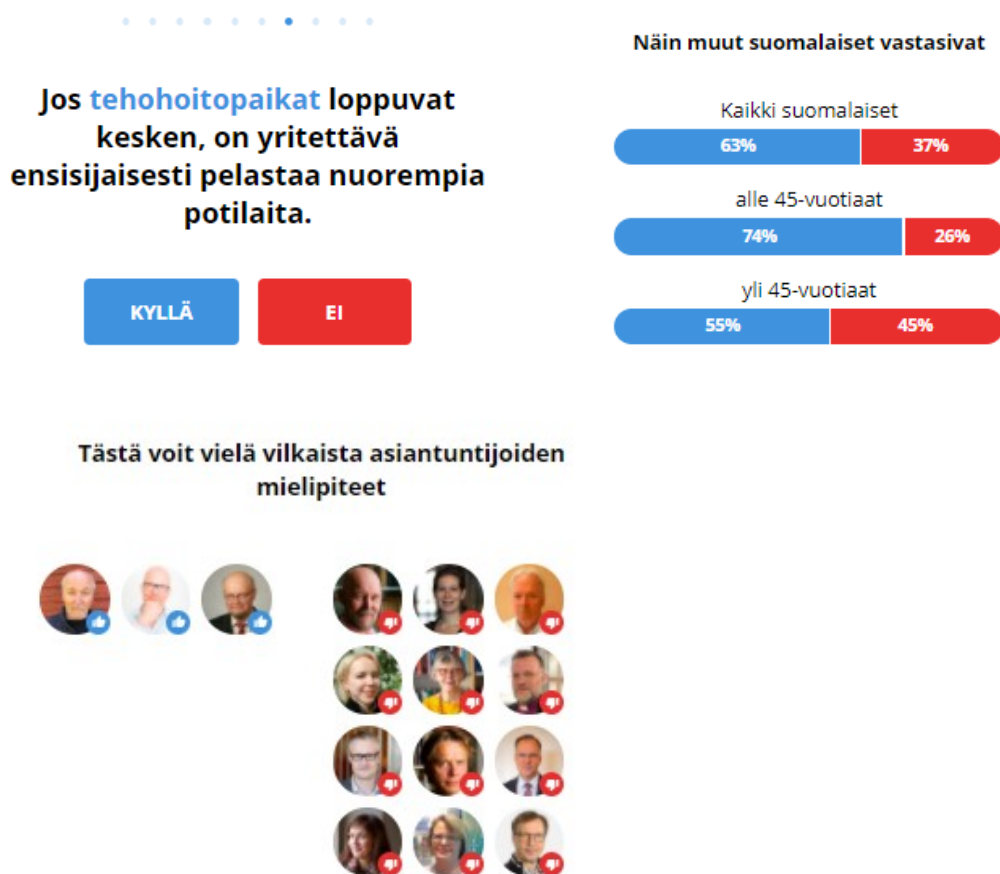 Jos tehohoitopaikat loppuvat
kesken, on yritettävä
ensisijaisesti pelastaa nuorempia
potilaita.
KYLLÄ
EI
Näin muut suomalaiset vastasivat
Kaikki suomalaiset
63%
37%
alle 45-vuotiaat
74%
26%
yli 45-vuotiaat
55%
45%
Tästä voit vielä vilkaista asiantuntijoiden
mielipiteet